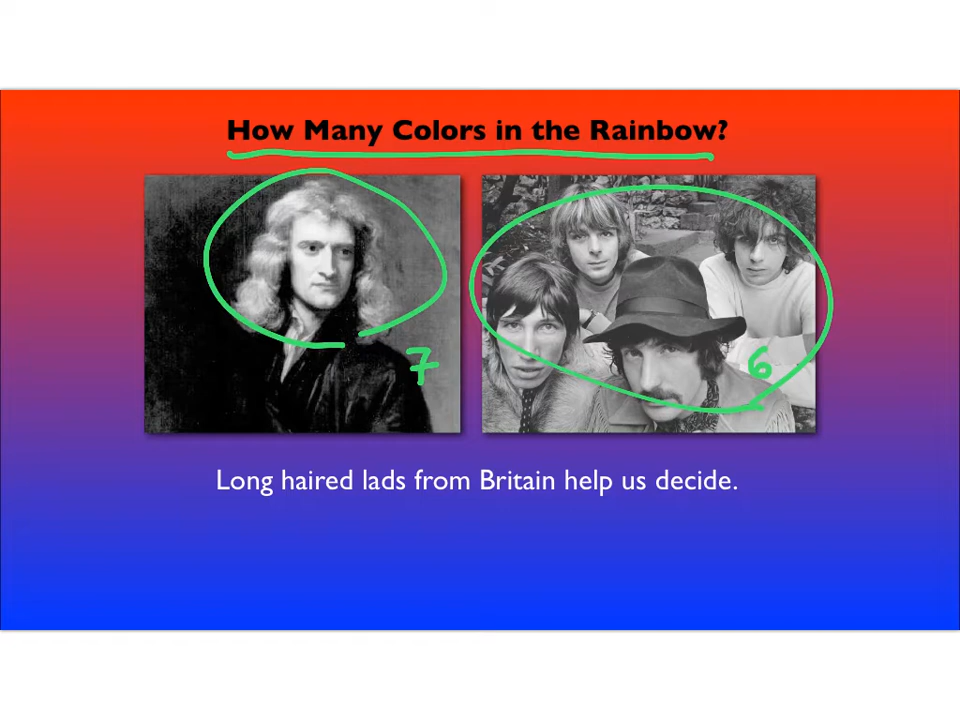 How Many Colors in the Rainbow?
7
6
Long haired lads from Britain help us decide.